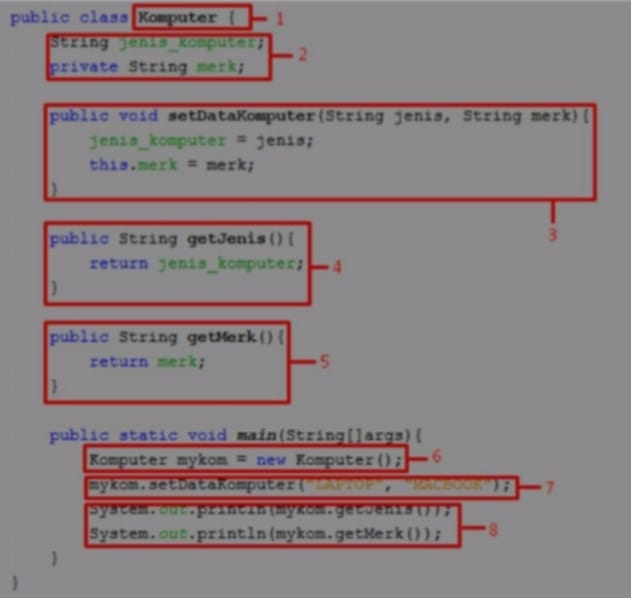 public class Komputer { 1
String jenis_komputer;
private String merk; 2
public void setDataKomputer(String jenis, String merk){
jenis_komputer = jenis;
this.merk = merk;
}
3
public String getJenis(){
return jenis_komputer; 4
}
public String getMerk(){
return merk; 5
}
public static void main(String[]args){
Komputer mykom = new Komputer(); 6
mykom.setDataKomputer("LAPTOP", "MACBOOK"); 7
System.out.println(mykom.getJenis());
System.out.println(mykom.getMerk()); 8
}
}